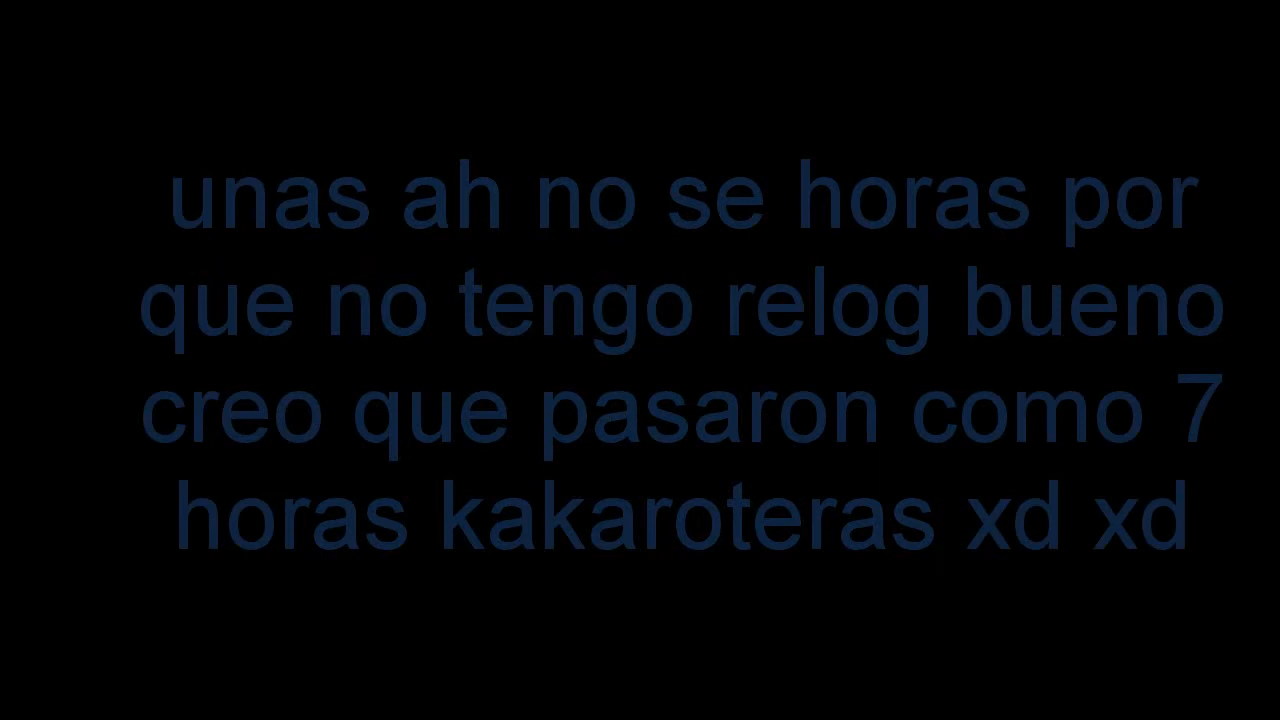 unas ah no se horas por
que no tengo relog bueno
creo que pasaron como 7
horas kakaroteras xd xd